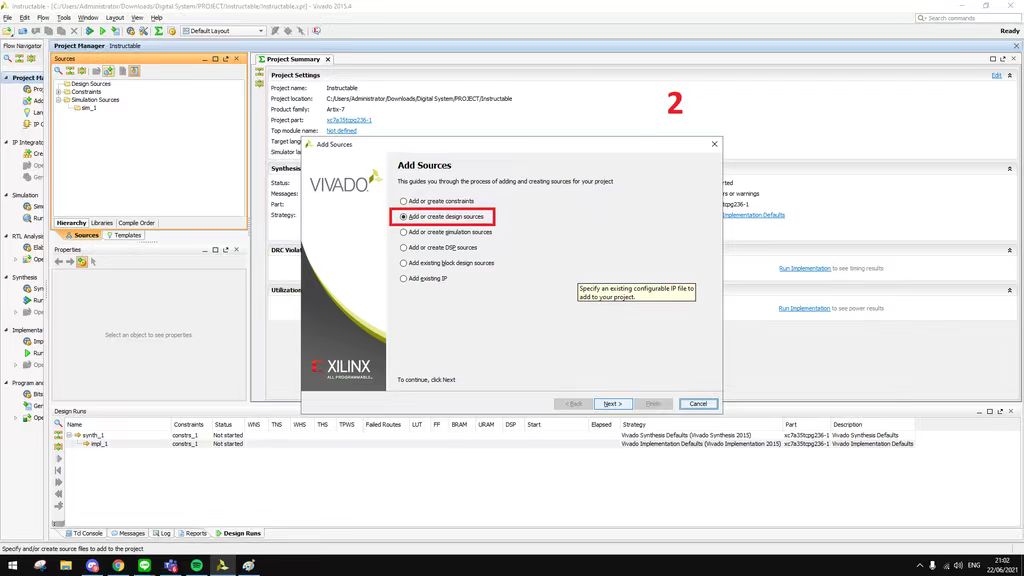 instructable - [C:/Users/Administrator/Downloads/Digital System/PROJECT/Instructable/Instructable.xpr] - Vivado 2015.4
File Edit Flow Tools Window Layout View Help
Search commands
Default Layout
Ready
Flow Navigator
Project Manager - Instructable
Sources
Design Sources
Constraints
Simulation Sources
sim_1
Hierarchy Libraries Compile Order
Sources Templates
Properties
Select an object to see properties
Project Summary
Project Settings
Edit
Project name: Instructable
Project location: C:/Users/Administrator/Downloads/Digital System/PROJECT/Instructable
Product family: Artix-7
Project part: xc7a35tcpg236-1
Top module name: Not defined
2
Synthesis
Status:
Messages:
Part:
Strategy:
DRC Violat
Utilization
Run Implementation to see timing results
Run Implementation to see power results
Add Sources
VIVADO
Add Sources
This guides you through the process of adding and creating sources for your project
Add or create constraints
Add or create design sources
Add or create simulation sources
Add or create DSP sources
Add existing block design sources
Add existing IP
Specify an existing configurable IP file to
add to your project.
XILINX
ALL PROGRAMMABLE
To continue, click Next
< Back Next > Finish Cancel
Project Ma
IP Integrato
Simulation
RTL Analysis
Synthesis
Implementa
Program and
Design Runs
Name Constraints Status WNS TNS WHS THS TPWS Failed Routes LUT FF BRAM URAM DSP Start Elapsed Strategy Part Description
synth_1 constrs_1 Not started Vivado Synthesis Defaults (Vivado Synthesis 2015) xc7a35tcpg236-1 Vivado Synthesis Defaults
impl_1 constrs_1 Not started Vivado Implementation Defaults (Vivado Implementation 2015) xc7a35tcpg236-1 Vivado Implementation Defaults
Tcl Console Messages Log Reports Design Runs
Specify and/or create source files to add to the project
ENG
21:02
22/06/2021